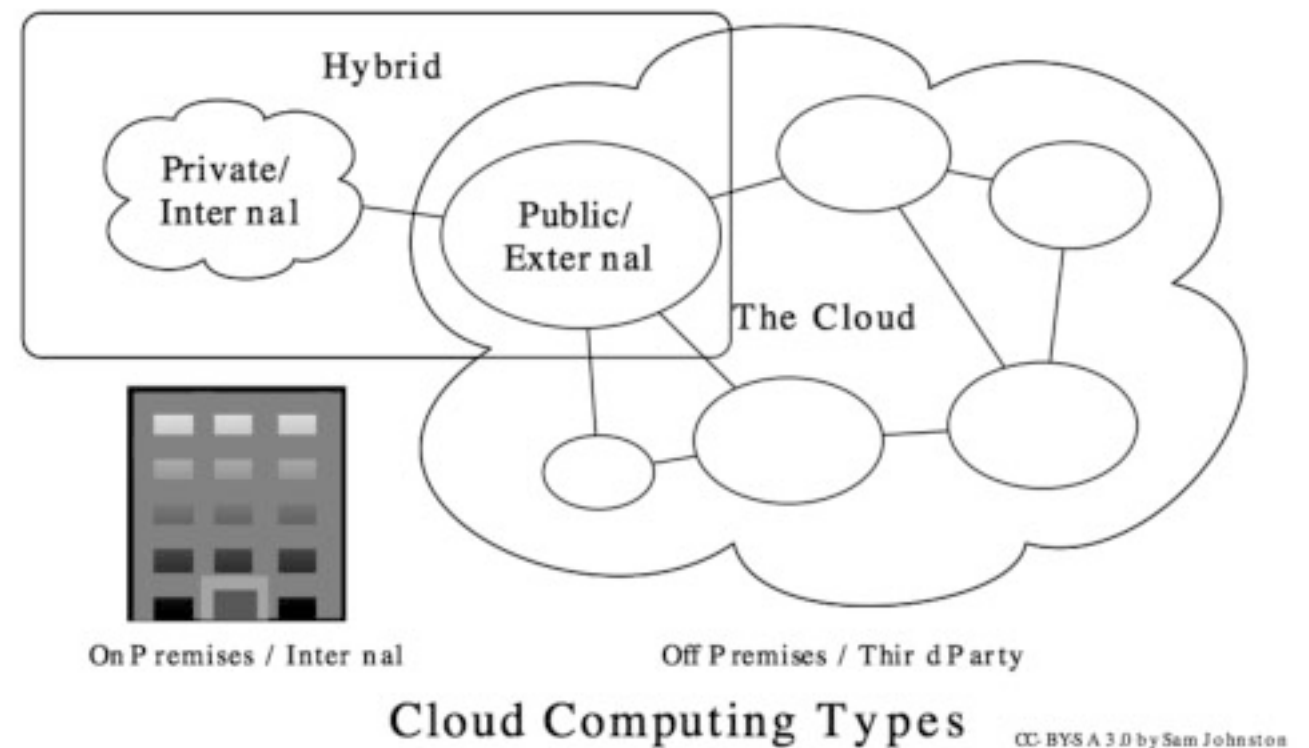 Hybrid
Private/
Internal
Public/
External
The Cloud
On Premises / Internal
Off Premises / Third Party
Cloud Computing Types
CC-BY-SA 3.0 by Sam Johnston